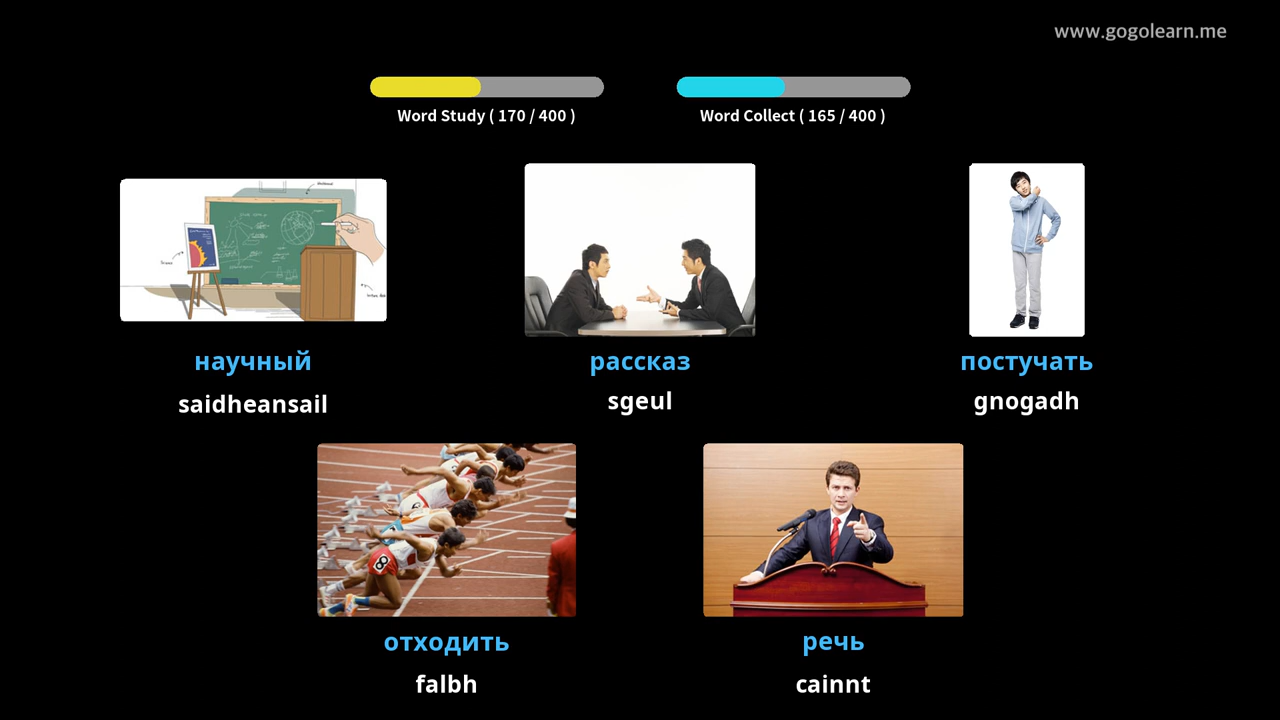 www.gogolearn.me
Word Study ( 170 / 400 )
Word Collect ( 165 / 400 )
научный
saidheansail
рассказ
sgeul
постучать
gnogadh
отходить
falbh
речь
cainnt